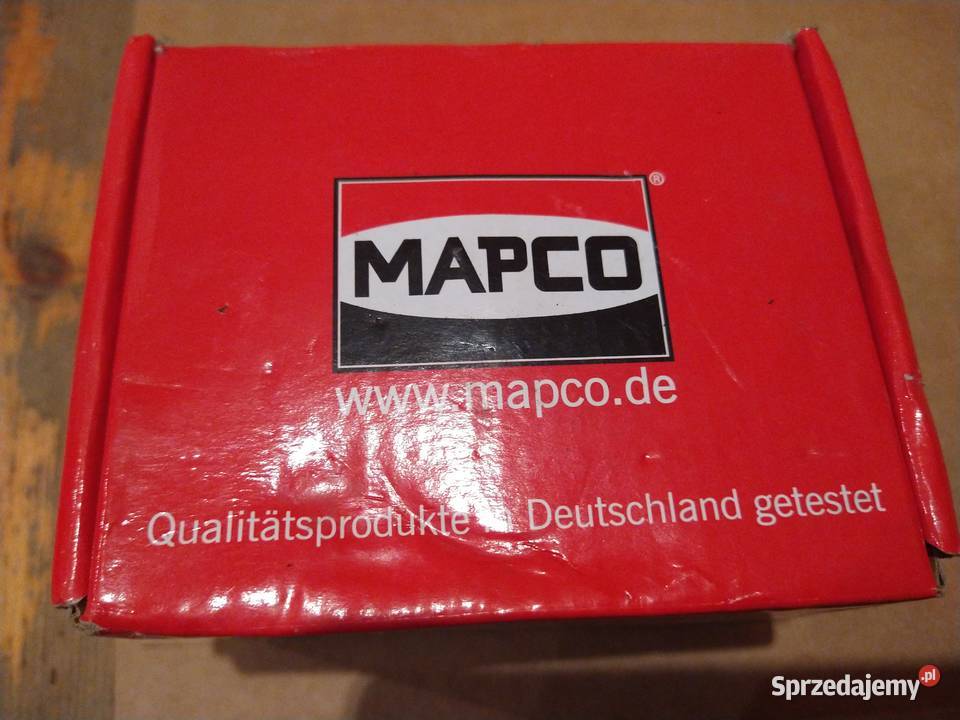 MAPCO®
www.mapco.de
Qualitätsprodukte Deutschland getestet
Sprzedajemy.pl